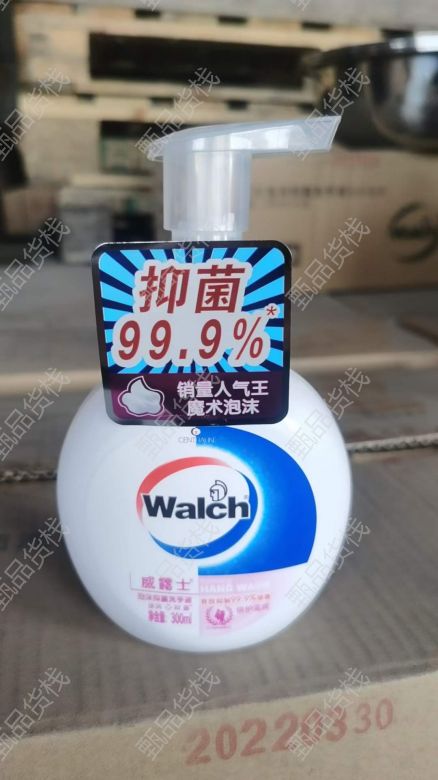 抑菌
99.9%*
销量人气王
魔术泡沫
Walch
威露士
HAND WASH
净含量: 300ml
20220330
甄品货栈